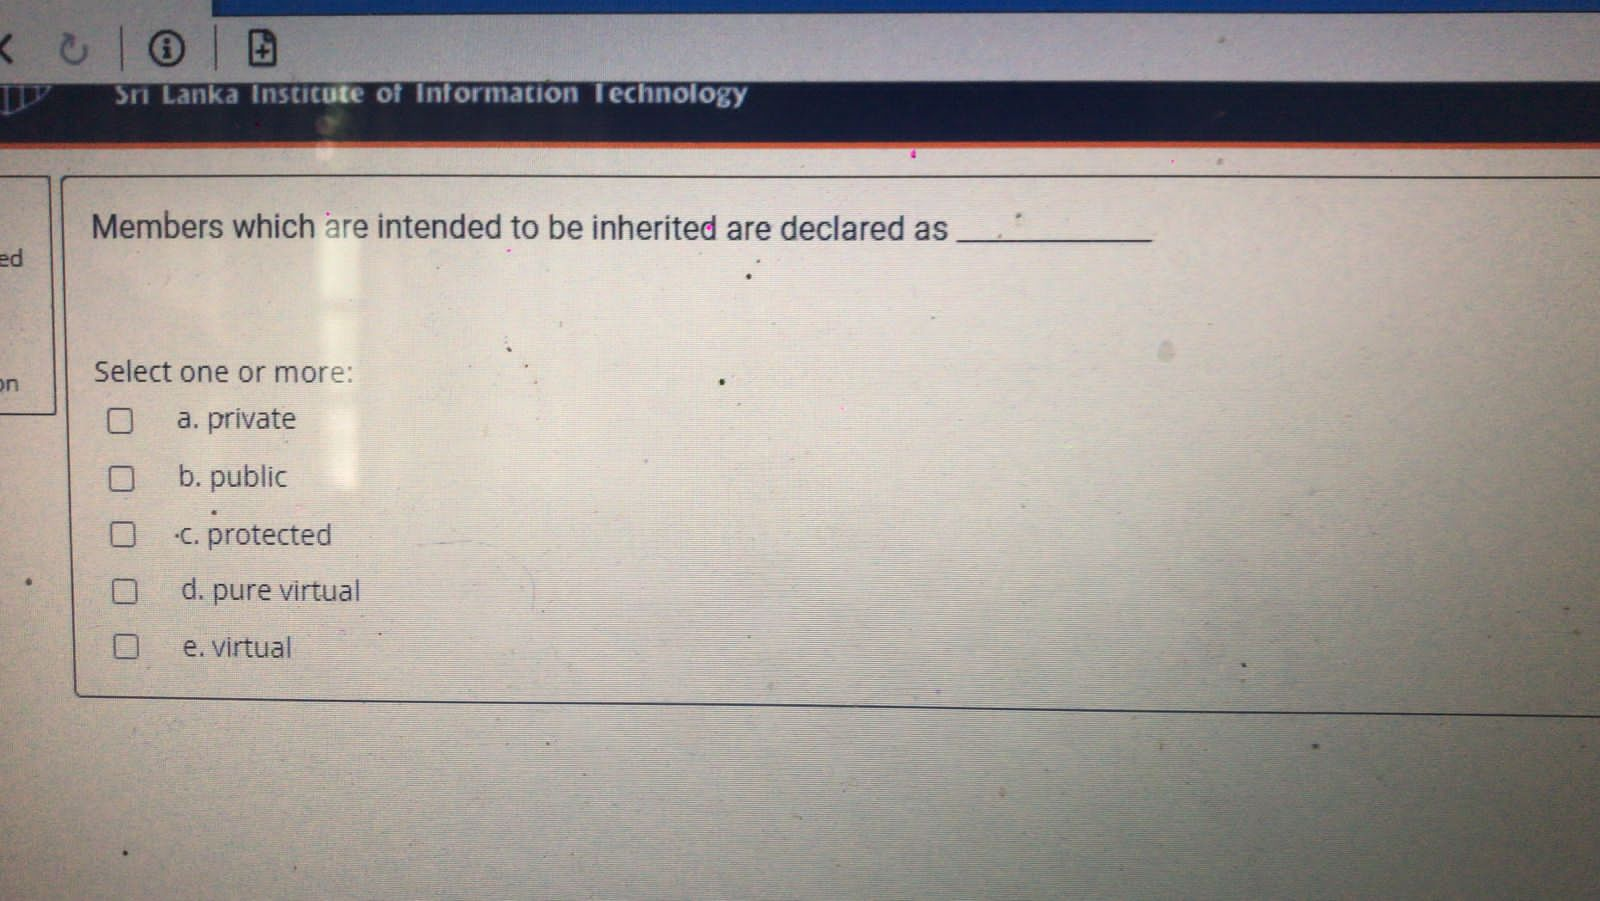 Sri Lanka Institute of Information Technology
ed
on
Members which are intended to be inherited are declared as ____________
Select one or more:
a. private
b. public
c. protected
d. pure virtual
e. virtual